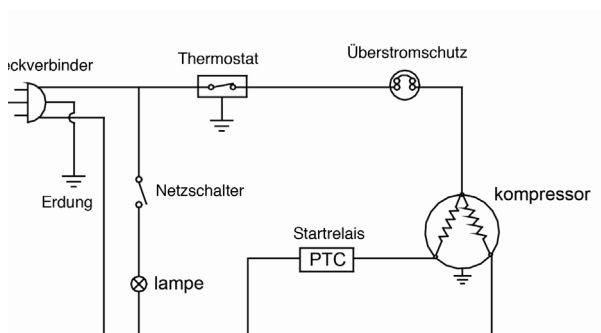 Thermostat
Überstromschutz
eckverbinder
Netzschalter
Erdung
kompressor
Startrelais
PTC
lampe